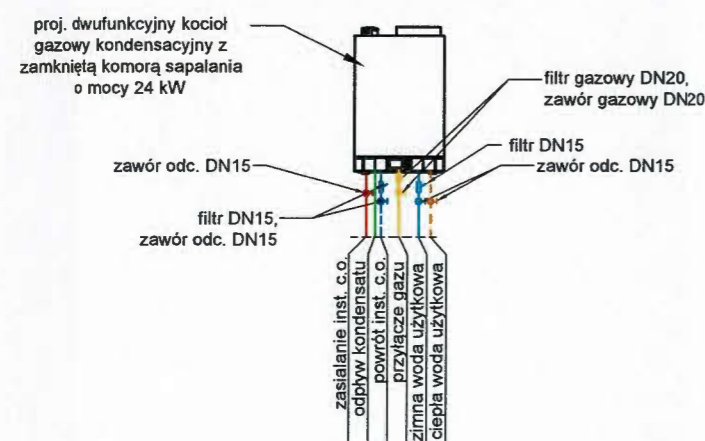 proj. dwufunkcyjny kocioł
gazowy kondensacyjny z
zamkniętą komorą sapalania
o mocy 24 kW
filtr gazowy DN20,
zawór gazowy DN20
filtr DN15
zawór odc. DN15
zawór odc. DN15
filtr DN15,
zawór odc. DN15
zasialanie inst. c.o.
odpływ kondensatu
powrót inst. c.o.
przyłącze gazu
zimna woda użytkowa
ciepła woda użytkowa